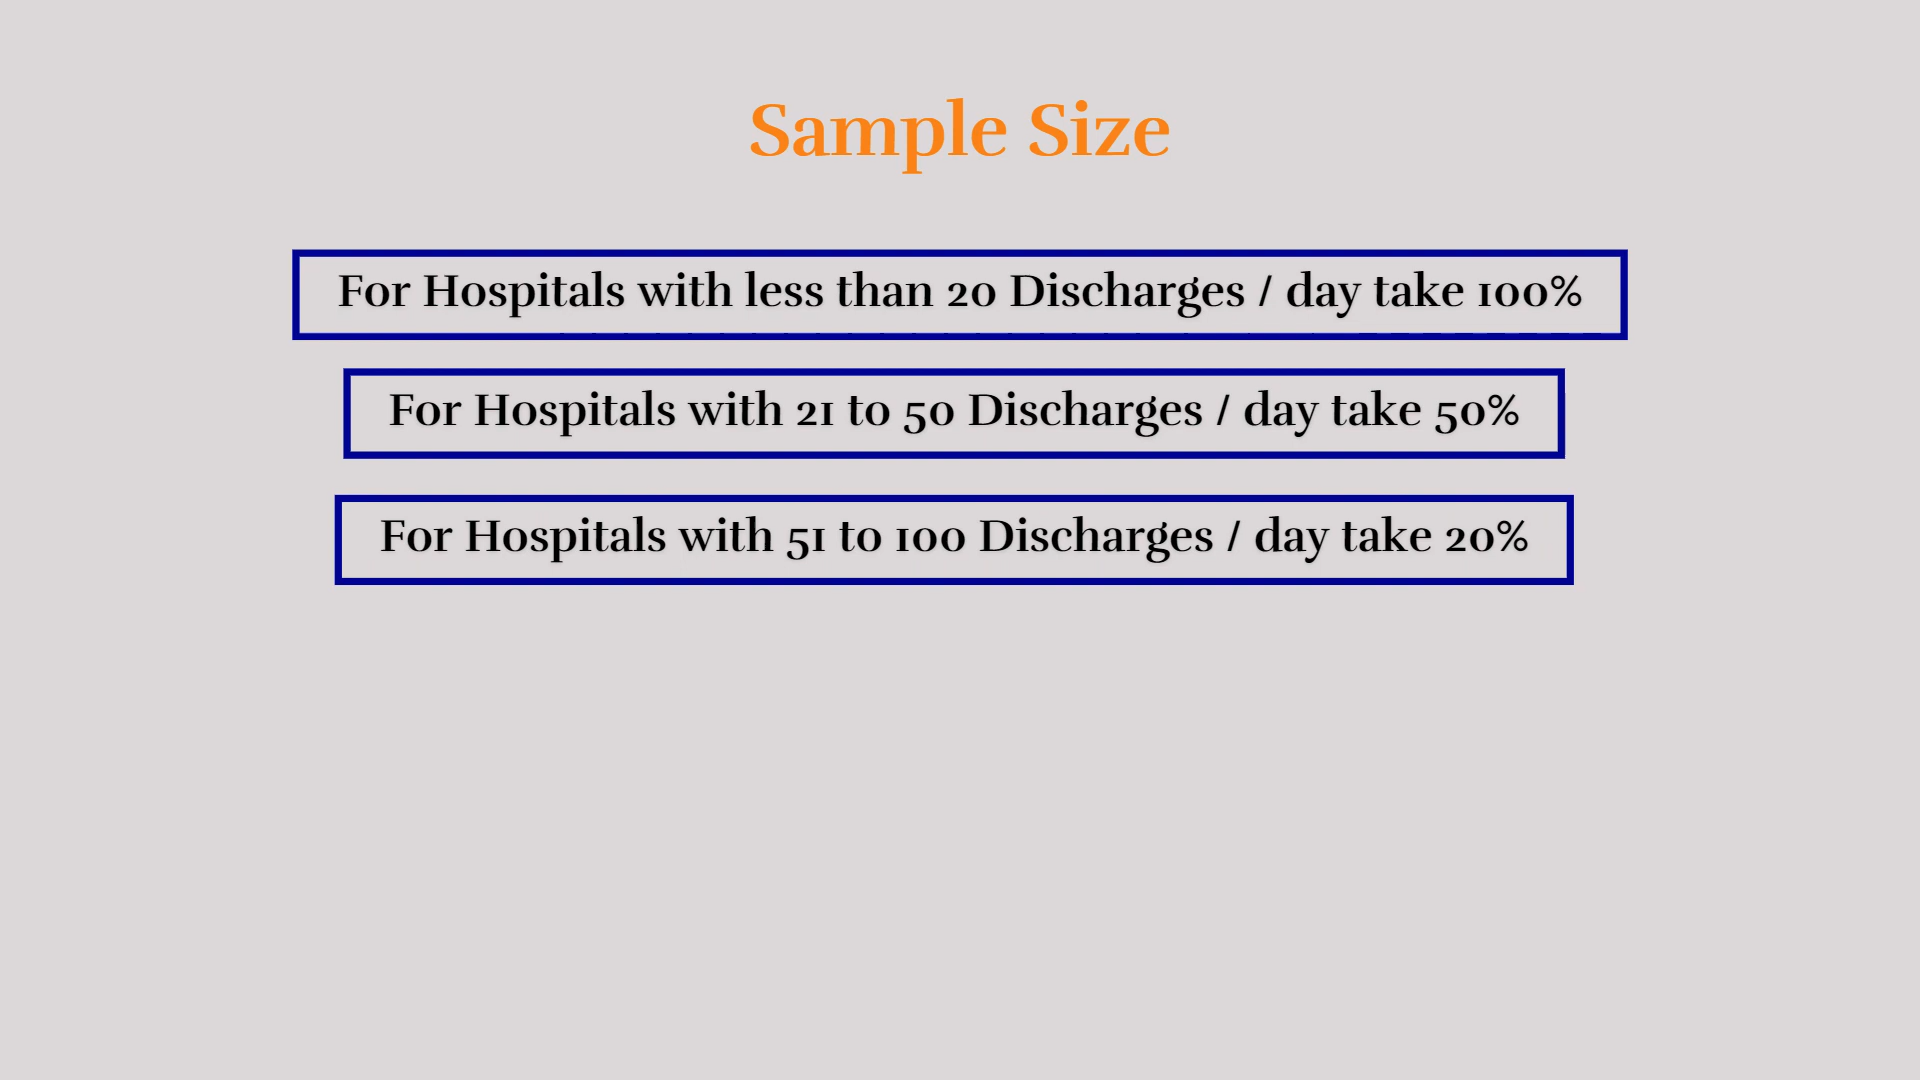 Sample Size
For Hospitals with less than 20 Discharges / day take 100%
For Hospitals with 21 to 50 Discharges / day take 50%
For Hospitals with 51 to 100 Discharges / day take 20%